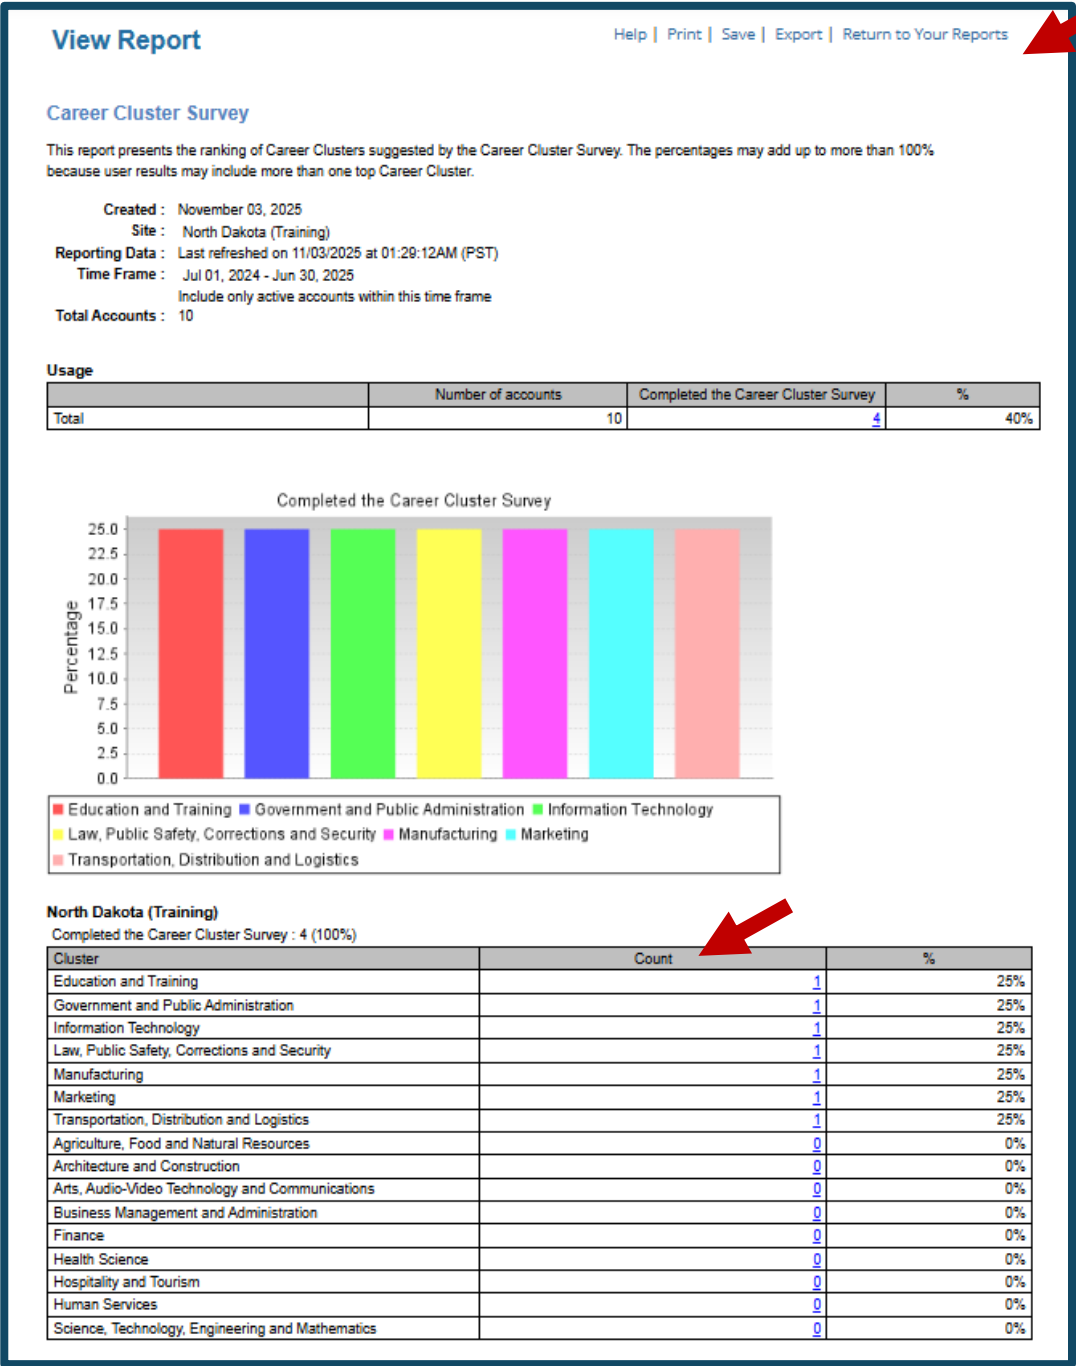 View Report
Help | Print | Save | Export | Return to Your Reports
Career Cluster Survey
This report presents the ranking of Career Clusters suggested by the Career Cluster Survey. The percentages may add up to more than 100%
because user results may include more than one top Career Cluster.
Created : November 03, 2025
Site : North Dakota (Training)
Reporting Data : Last refreshed on 11/03/2025 at 01:29:12AM (PST)
Time Frame : Jul 01, 2024 - Jun 30, 2025
Include only active accounts within this time frame
Total Accounts : 10
Usage
Number of accounts Completed the Career Cluster Survey %
Total 10 4 40%
Completed the Career Cluster Survey
25.0
22.5
20.0
17.5
15.0
12.5
10.0
7.5
5.0
2.5
0.0
Percentage
Education and Training Government and Public Administration Information Technology
Law, Public Safety, Corrections and Security Manufacturing Marketing
Transportation, Distribution and Logistics
North Dakota (Training)
Completed the Career Cluster Survey : 4 (100%)
Cluster Count %
Education and Training 1 25%
Government and Public Administration 1 25%
Information Technology 1 25%
Law, Public Safety, Corrections and Security 1 25%
Manufacturing 1 25%
Marketing 1 25%
Transportation, Distribution and Logistics 1 25%
Agriculture, Food and Natural Resources 0 0%
Architecture and Construction 0 0%
Arts, Audio-Video Technology and Communications 0 0%
Business Management and Administration 0 0%
Finance 0 0%
Health Science 0 0%
Hospitality and Tourism 0 0%
Human Services 0 0%
Science, Technology, Engineering and Mathematics 0 0%